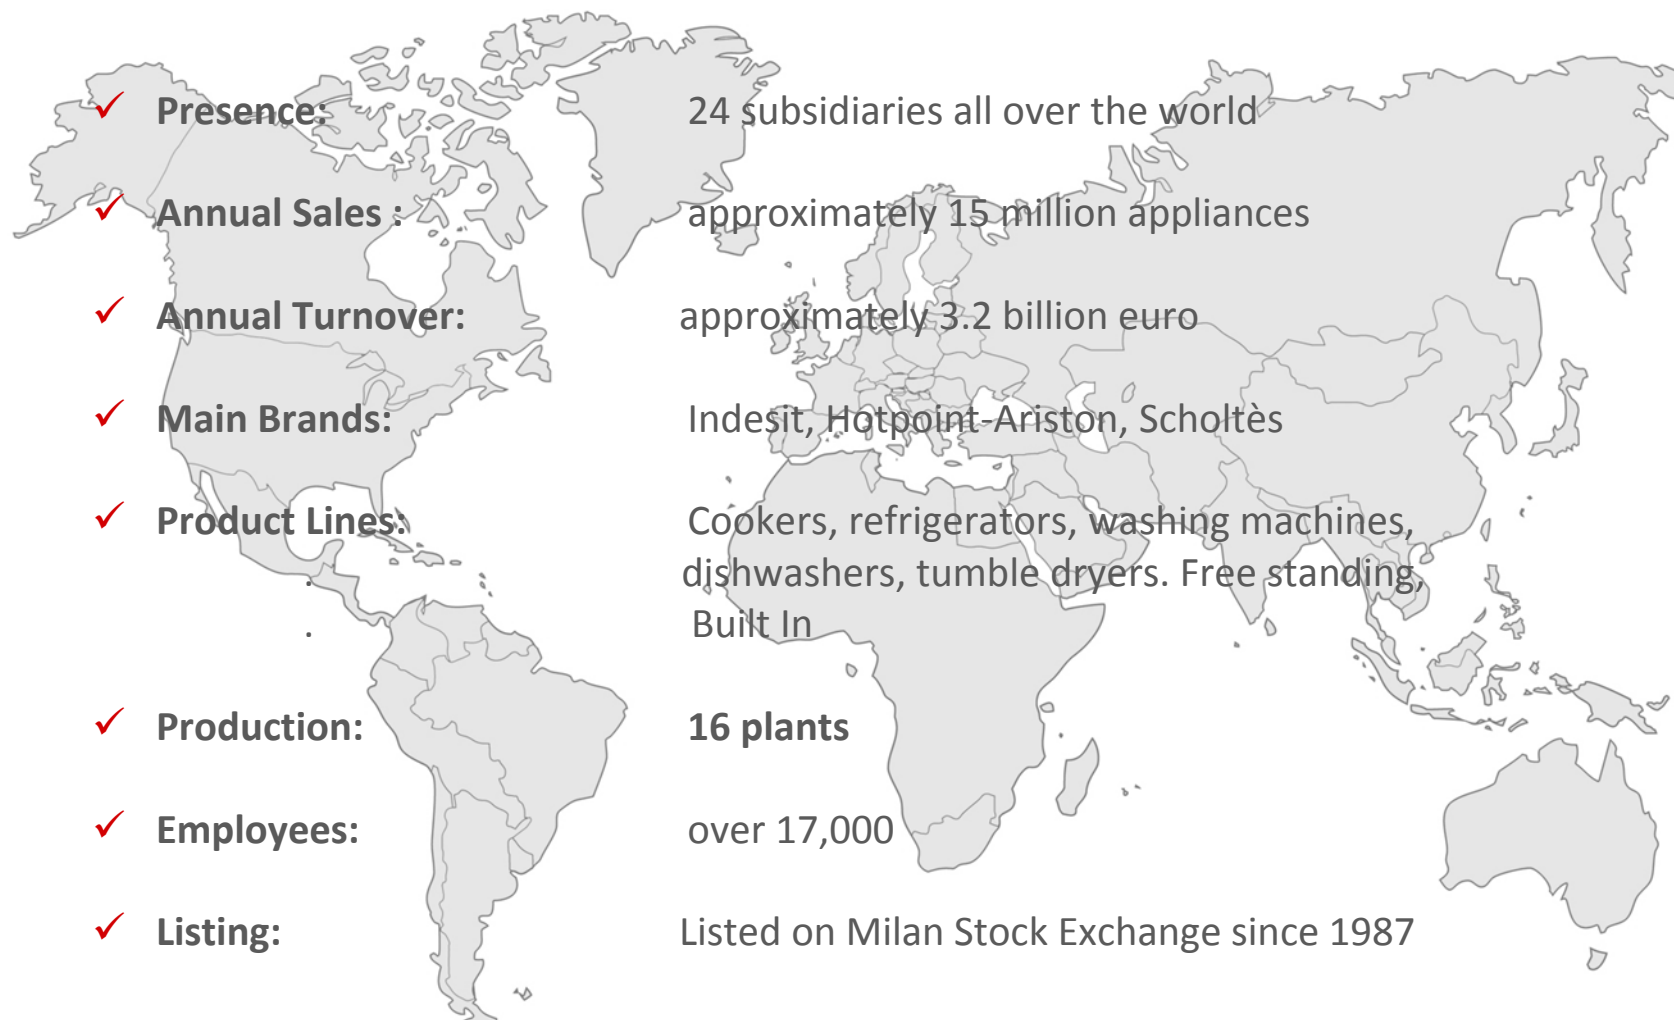 ✓ Presence: 24 subsidiaries all over the world
✓ Annual Sales : approximately 15 million appliances
✓ Annual Turnover: approximately 3.2 billion euro
✓ Main Brands: Indesit, Hotpoint-Ariston, Scholtès
✓ Product Lines: Cookers, refrigerators, washing machines,
. dishwashers, tumble dryers. Free standing,
. Built In
✓ Production: 16 plants
✓ Employees: over 17,000
✓ Listing: Listed on Milan Stock Exchange since 1987